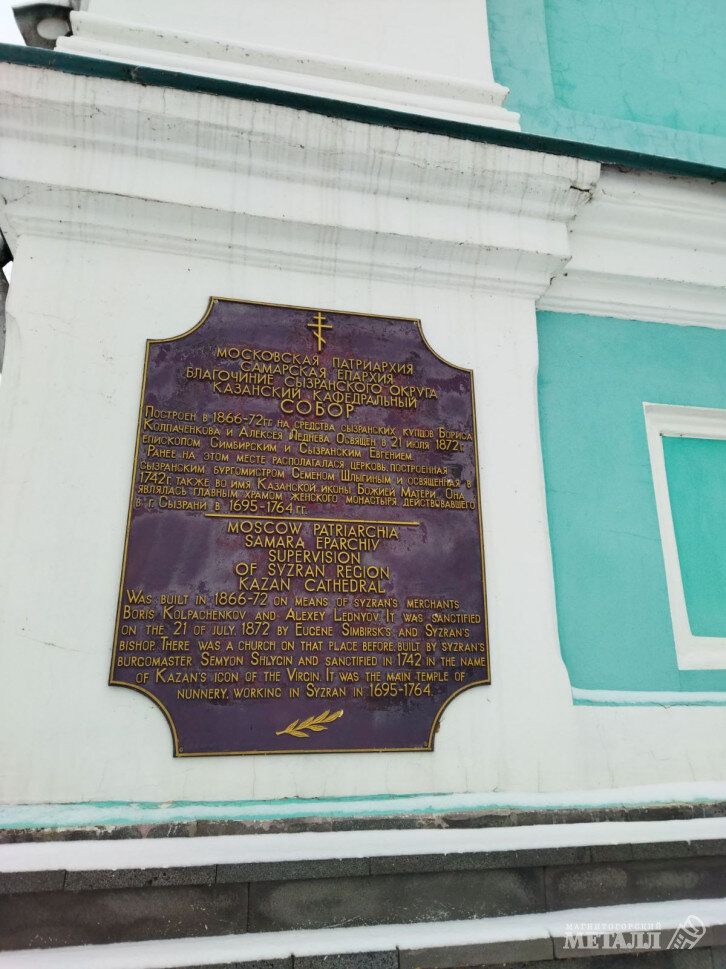 МОСКОВСКАЯ ПАТРИАРХИЯ
САМАРСКАЯ ЕПАРХИЯ
БЛАГОЧИНИЕ СЫЗРАНСКОГО ОКРУГА
КАЗАНСКИЙ КАФЕДРАЛЬНЫЙ
СОБОР
ПОСТРОЕН В 1866-72 ГГ. НА СРЕДСТВА СЫЗРАНСКИХ КУПЦОВ БОРИСА
КОЛПАЧЕНКОВА И АЛЕКСЕЯ ЛЕДНЕВА ОСВЯЩЕН В 21 ИЮЛЯ 1872 Г.
ЕПИСКОПОМ СИМБИРСКИМ И СЫЗРАНСКИМ ЕВГЕНИЕМ.
РАНЕЕ НА ЭТОМ МЕСТЕ РАСПОЛАГАЛАСЯ ЦЕРКОВЬ, ПОСТРОЕННАЯ
СЫЗРАНСКИМ БУРГОМИСТРОМ СЕМЕНОМ ШЛЫГИНЫМ И ОСВЯЩЕННАЯ В
1742 Г. ТАКЖЕ ВО ИМЯ КАЗАНСКОЙ ИКОНЫ БОЖИЕЙ МАТЕРИ. ОНА
ЯВЛЯЛАСЬ ГЛАВНЫМ ХРАМОМ ЖЕНСКОГО МОНАСТЫРЯ, ДЕЙСТВОВАВШЕГО
В Г. СЫЗРАНИ В 1695-1764 ГГ.
MOSCOW PATRIARCHIA
SAMARA EPARCHIY
SUPERVISION
OF SYZRAN REGION
KAZAN CATHEDRAL
WAS BUILT IN 1866-72 ON MEANS OF SYZRAN'S MERCHANTS
BORIS KOLPACHENKOV AND ALEXEY LEDNYOV. IT WAS SANCTIFIED
ON THE 21 OF JULY, 1872 BY EUGENE SIMBIRSK'S AND SYZRAN'S
BISHOP. THERE WAS A CHURCH ON THAT PLACE BEFORE, BUILT BY SYZRAN'S
BURGOMASTER SEMYON SHLYGIN AND SANCTIFIED IN 1742 IN THE NAME
OF KAZAN'S ICON OF THE VIRGIN. IT WAS THE MAIN TEMPLE OF
NUNNERY, WORKING IN SYZRAN IN 1695-1764.
МАГНИТОГОРСКИЙ
МЕТАЛЛ